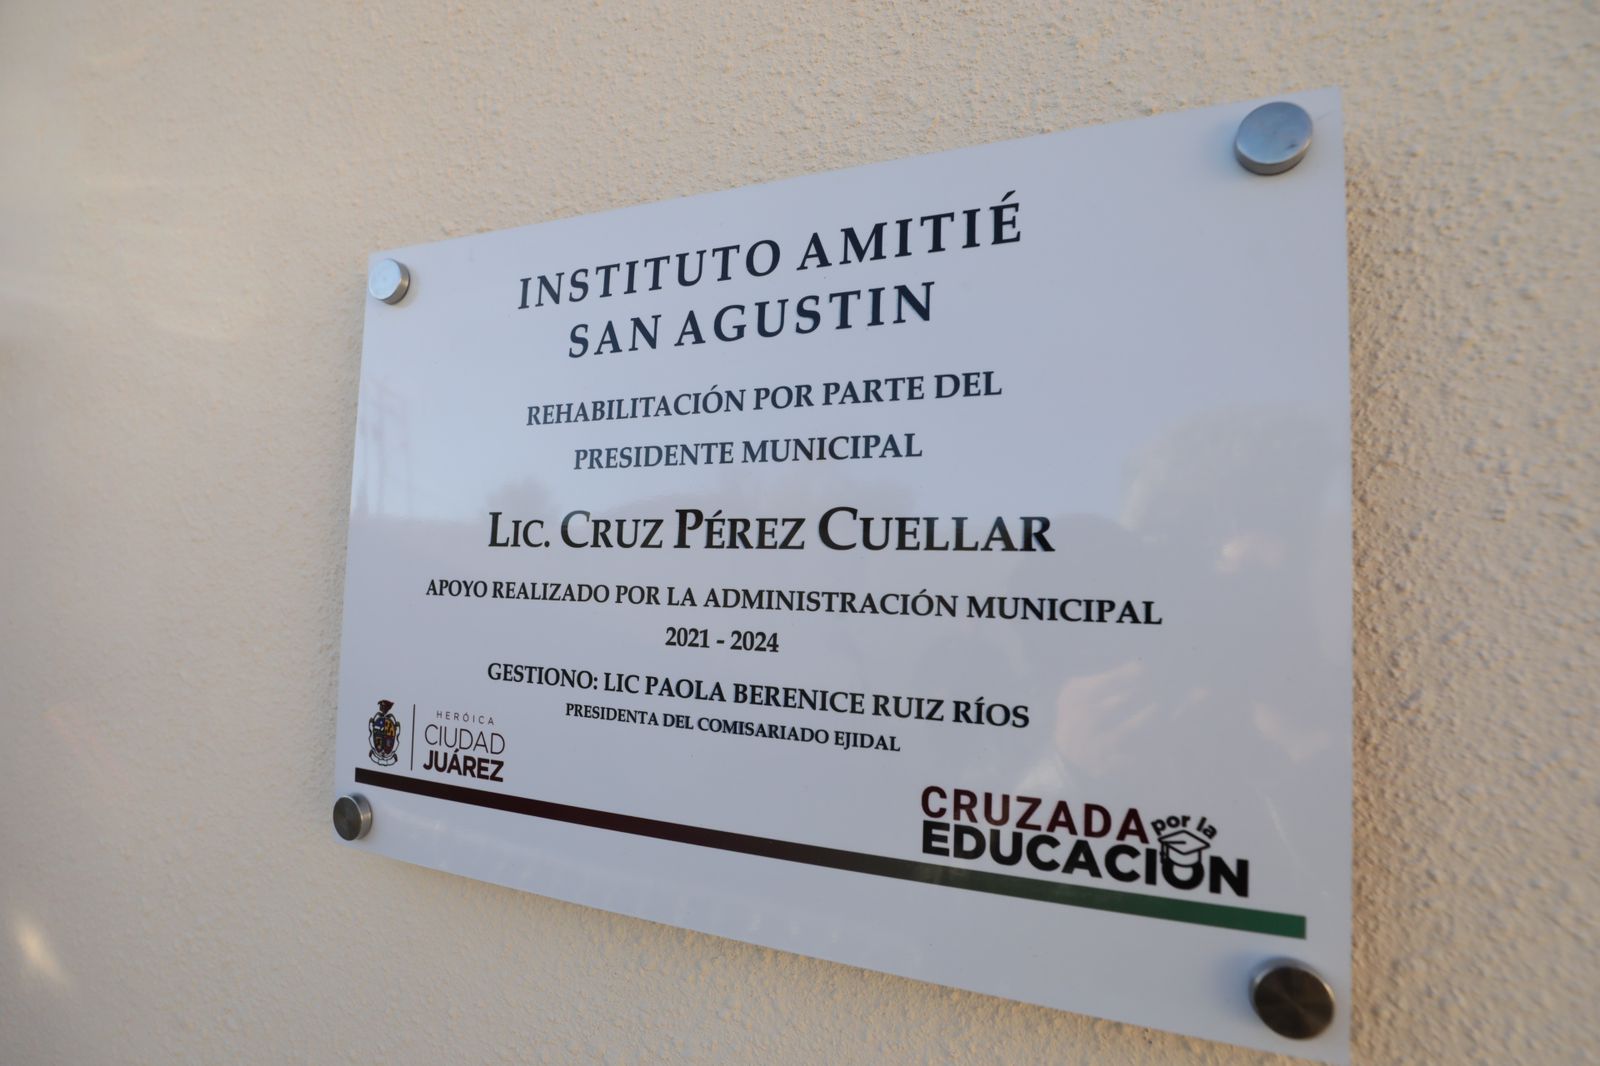 INSTITUTO AMITIÉ
SAN AGUSTIN
REHABILITACIÓN POR PARTE DEL
PRESIDENTE MUNICIPAL
LIC. CRUZ PÉREZ CUELLAR
APOYO REALIZADO POR LA ADMINISTRACIÓN MUNICIPAL
2021 - 2024
GESTIONO: LIC PAOLA BERENICE RUIZ RÍOS
PRESIDENTA DEL COMISARIADO EJIDAL
HERÓICA
CIUDAD
JUÁREZ
CRUZADA por la
EDUCACIÓN